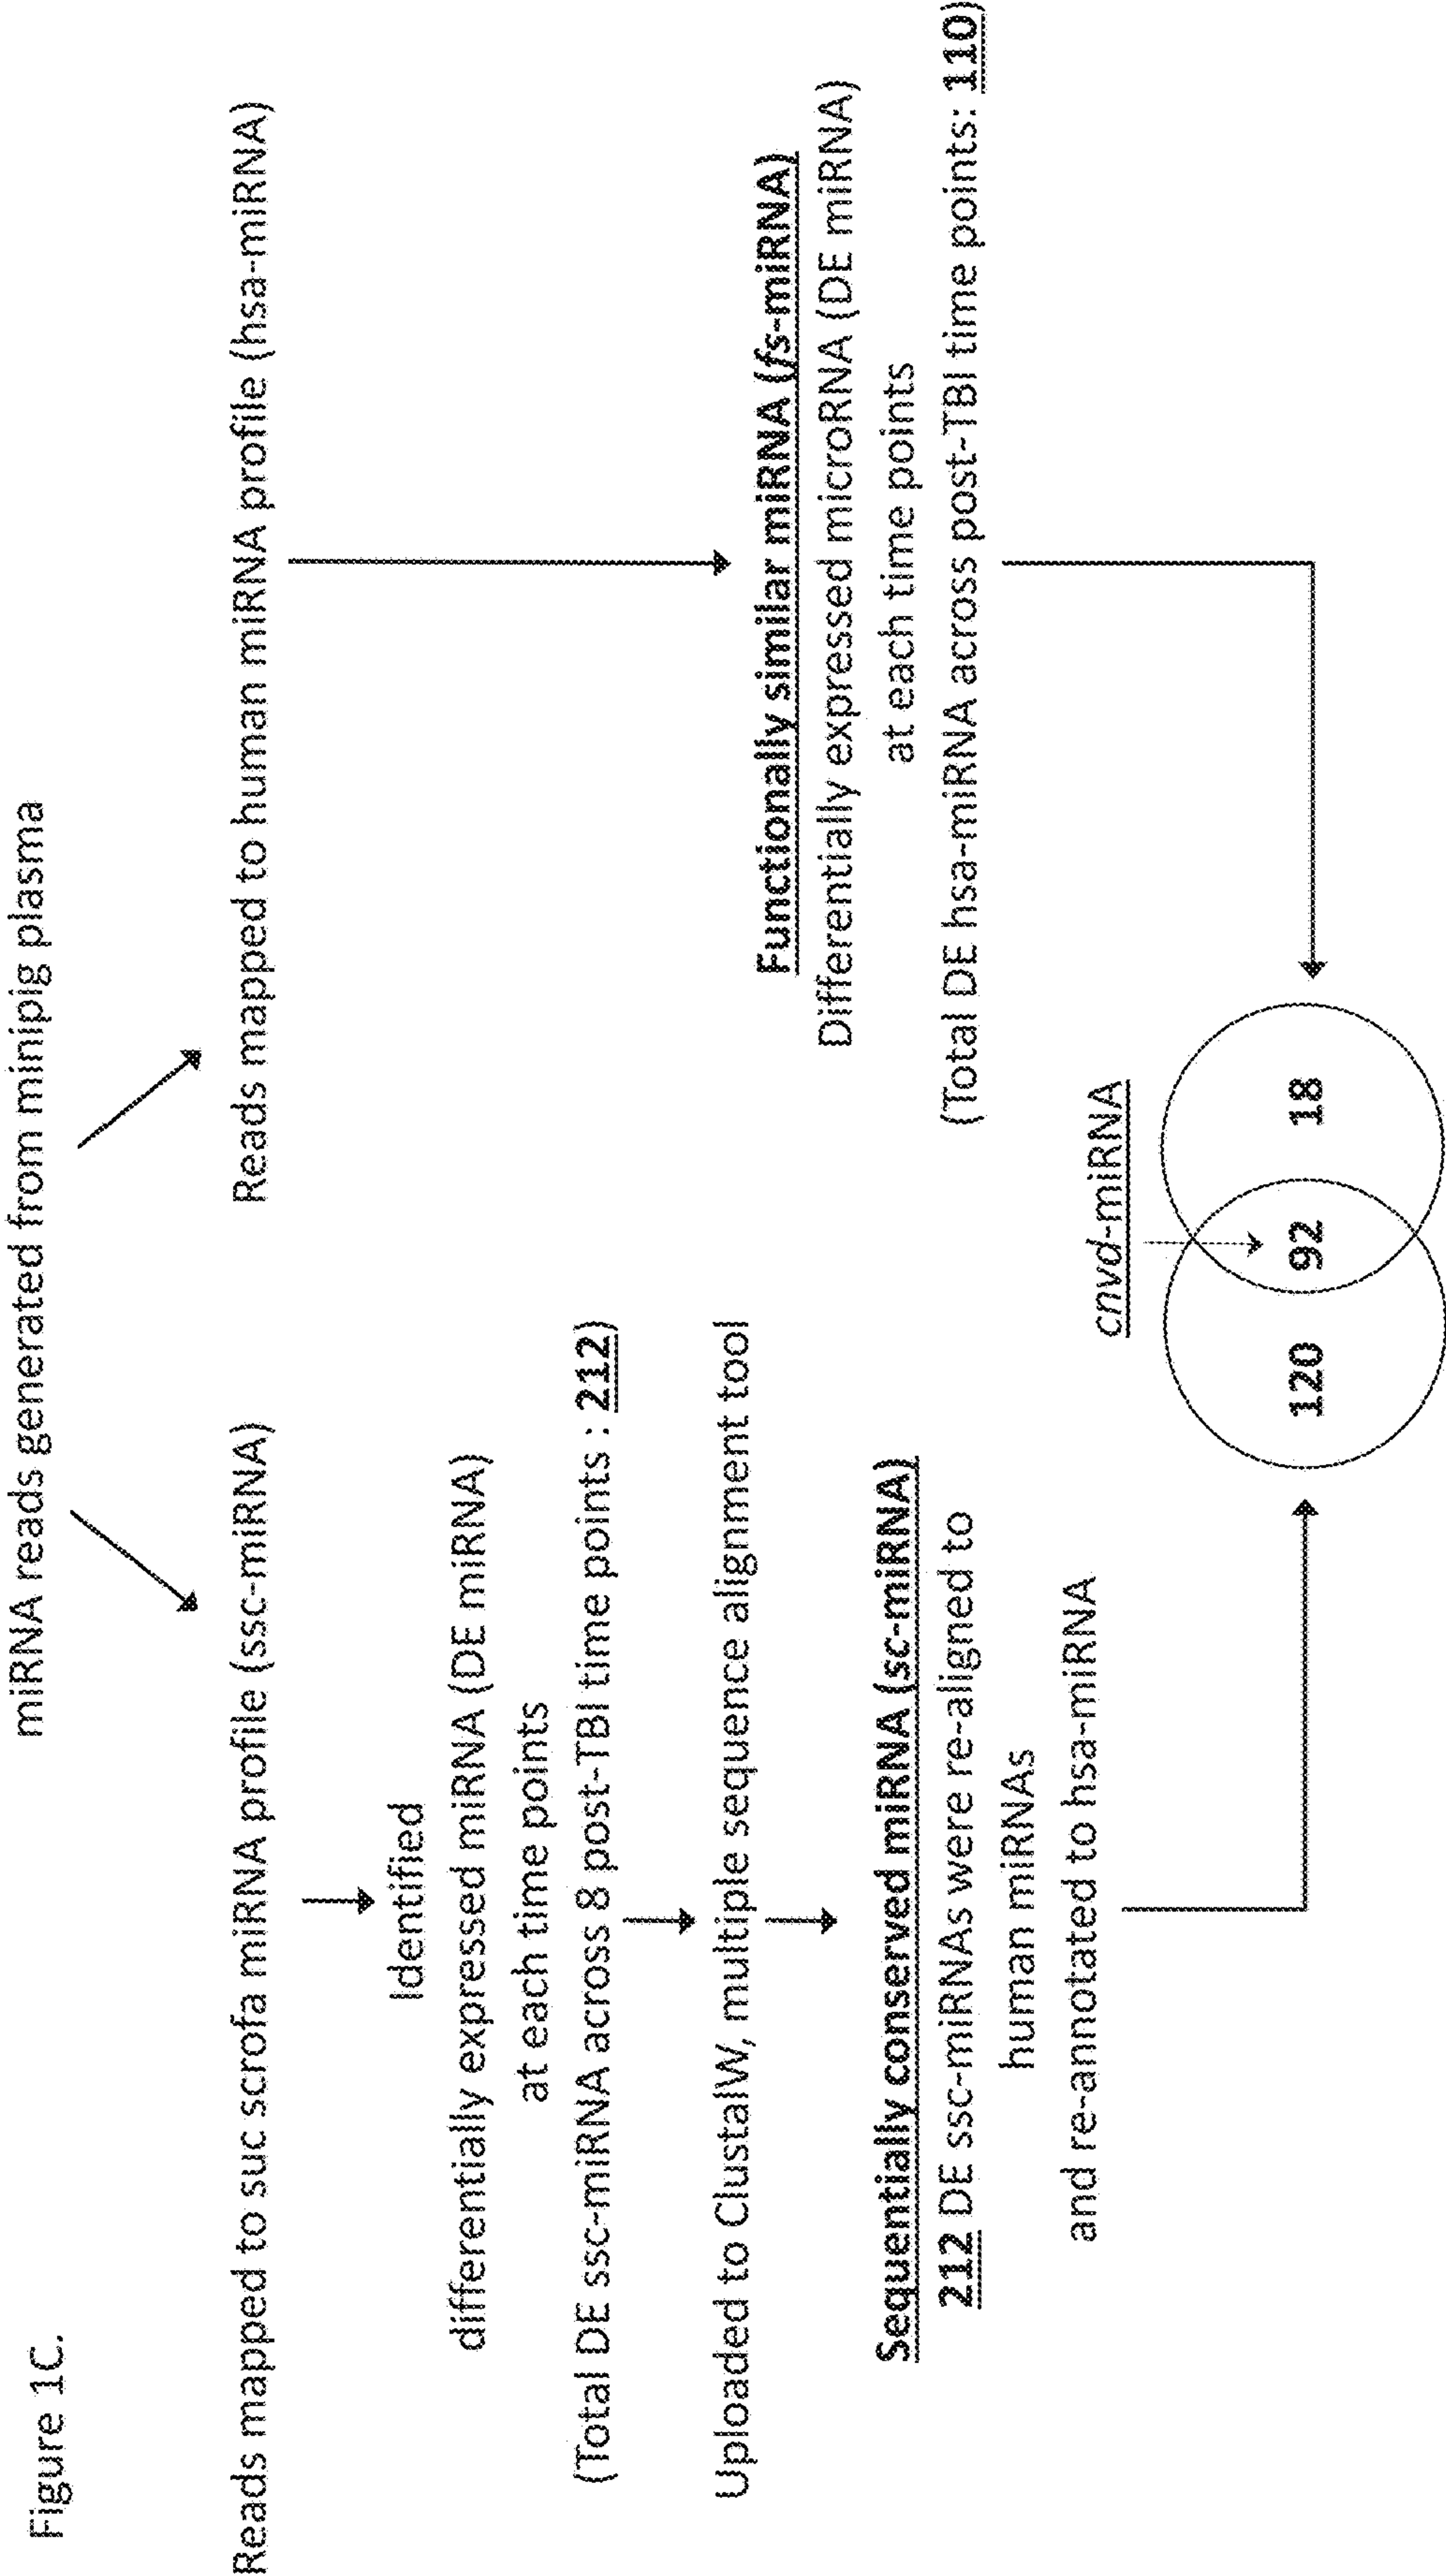 Figure 1C.
miRNA reads generated from minipig plasma
Reads mapped to suc scrofa miRNA profile (ssc-miRNA)
Identified
differentially expressed miRNA (DE miRNA)
at each time points
(Total DE ssc-miRNA across 8 post-TBI time points : 212)
Uploaded to ClustalW, multiple sequence alignment tool
Sequentially conserved miRNA (sc-miRNA)
212 DE ssc-miRNAs were re-aligned to
human miRNAs
and re-annotated to hsa-miRNA
Reads mapped to human miRNA profile (hsa-miRNA)
Functionally similar miRNA (fs-miRNA)
Differentially expressed microRNA (DE miRNA)
at each time points
(Total DE hsa-miRNA across post-TBI time points: 110)
cnvd-miRNA
120 92 18